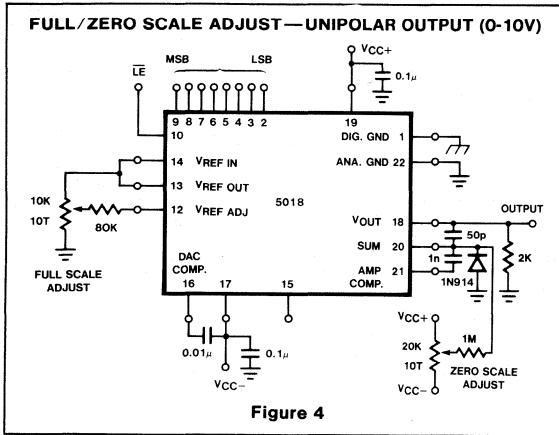 FULL/ZERO SCALE ADJUST—UNIPOLAR OUTPUT (0-10V)
LE
MSB
LSB
VCC+
0.1μ
9 8 7 6 5 4 3 2
19
10
DIG. GND 1
14 VREF IN
ANA. GND 22
13 VREF OUT
5018
12 VREF ADJ
10K
10T
80K
FULL SCALE
ADJUST
VOUT 18
OUTPUT
50p
SUM 20
1n
2K
AMP 21
COMP.
1N914
DAC
COMP.
16 17 15
0.01μ
0.1μ
VCC–
VCC+
20K
10T
1M
ZERO SCALE
ADJUST
VCC–
Figure 4